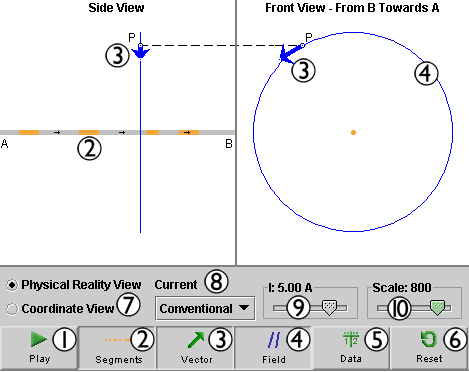 Side View
Front View - From B Towards A
P
P
3
3
4
A
2
B
Physical Reality View
Current
8
I: 5.00 A
Scale: 800
Coordinate View
7
Conventional
9
10
1
2
3
4
5
6
Play
Segments
Vector
Field
Data
Reset